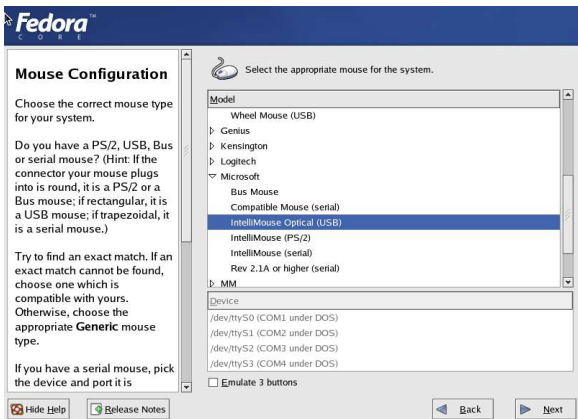 Fedora™
CORE
Mouse Configuration
Choose the correct mouse type
for your system.
Do you have a PS/2, USB, Bus
or serial mouse? (Hint: If the
connector your mouse plugs
into is round, it is a PS/2 or a
Bus mouse; if rectangular, it is
a USB mouse; if trapezoidal, it
is a serial mouse.)
Try to find an exact match. If an
exact match cannot be found,
choose one which is
compatible with yours.
Otherwise, choose the
appropriate Generic mouse
type.
If you have a serial mouse, pick
the device and port it is
Select the appropriate mouse for the system.
Model
Wheel Mouse (USB)
Genius
Kensington
Logitech
Microsoft
Bus Mouse
Compatible Mouse (serial)
IntelliMouse Optical (USB)
IntelliMouse (PS/2)
IntelliMouse (serial)
Rev 2.1A or higher (serial)
MM
Device
/dev/ttyS0 (COM1 under DOS)
/dev/ttyS1 (COM2 under DOS)
/dev/ttyS2 (COM3 under DOS)
/dev/ttyS3 (COM4 under DOS)
Emulate 3 buttons
Hide Help
Release Notes
Back
Next